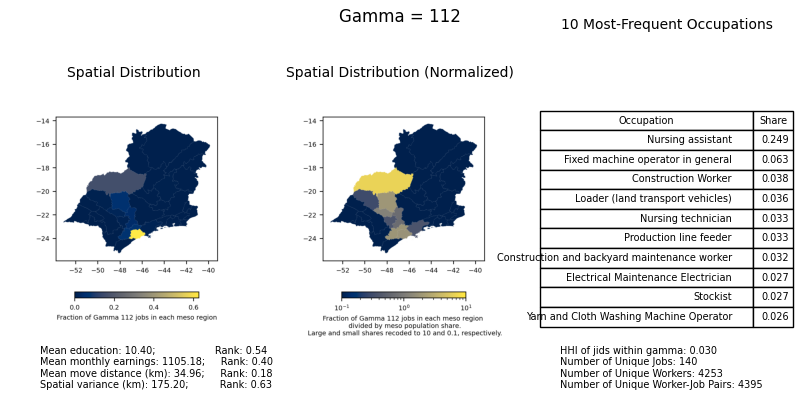 Gamma = 112
10 Most-Frequent Occupations
Spatial Distribution
Spatial Distribution (Normalized)
−14
−16
−18
−20
−22
−24
−52 −50 −48 −46 −44 −42 −40
0.0 0.2 0.4 0.6
Fraction of Gamma 112 jobs in each meso region
−14
−16
−18
−20
−22
−24
−52 −50 −48 −46 −44 −42 −40
10⁻¹ 10⁰ 10¹
Fraction of Gamma 112 jobs in each meso region
divided by meso population share.
Large and small shares recoded to 10 and 0.1, respectively.
Occupation Share
Nursing assistant 0.249
Fixed machine operator in general 0.063
Construction Worker 0.038
Loader (land transport vehicles) 0.036
Nursing technician 0.033
Production line feeder 0.033
Construction and backyard maintenance worker 0.032
Electrical Maintenance Electrician 0.027
Stockist 0.027
Yarn and Cloth Washing Machine Operator 0.026
Mean education: 10.40; Rank: 0.54
Mean monthly earnings: 1105.18; Rank: 0.40
Mean move distance (km): 34.96; Rank: 0.18
Spatial variance (km): 175.20; Rank: 0.63
HHI of jids within gamma: 0.030
Number of Unique Jobs: 140
Number of Unique Workers: 4253
Number of Unique Worker-Job Pairs: 4395